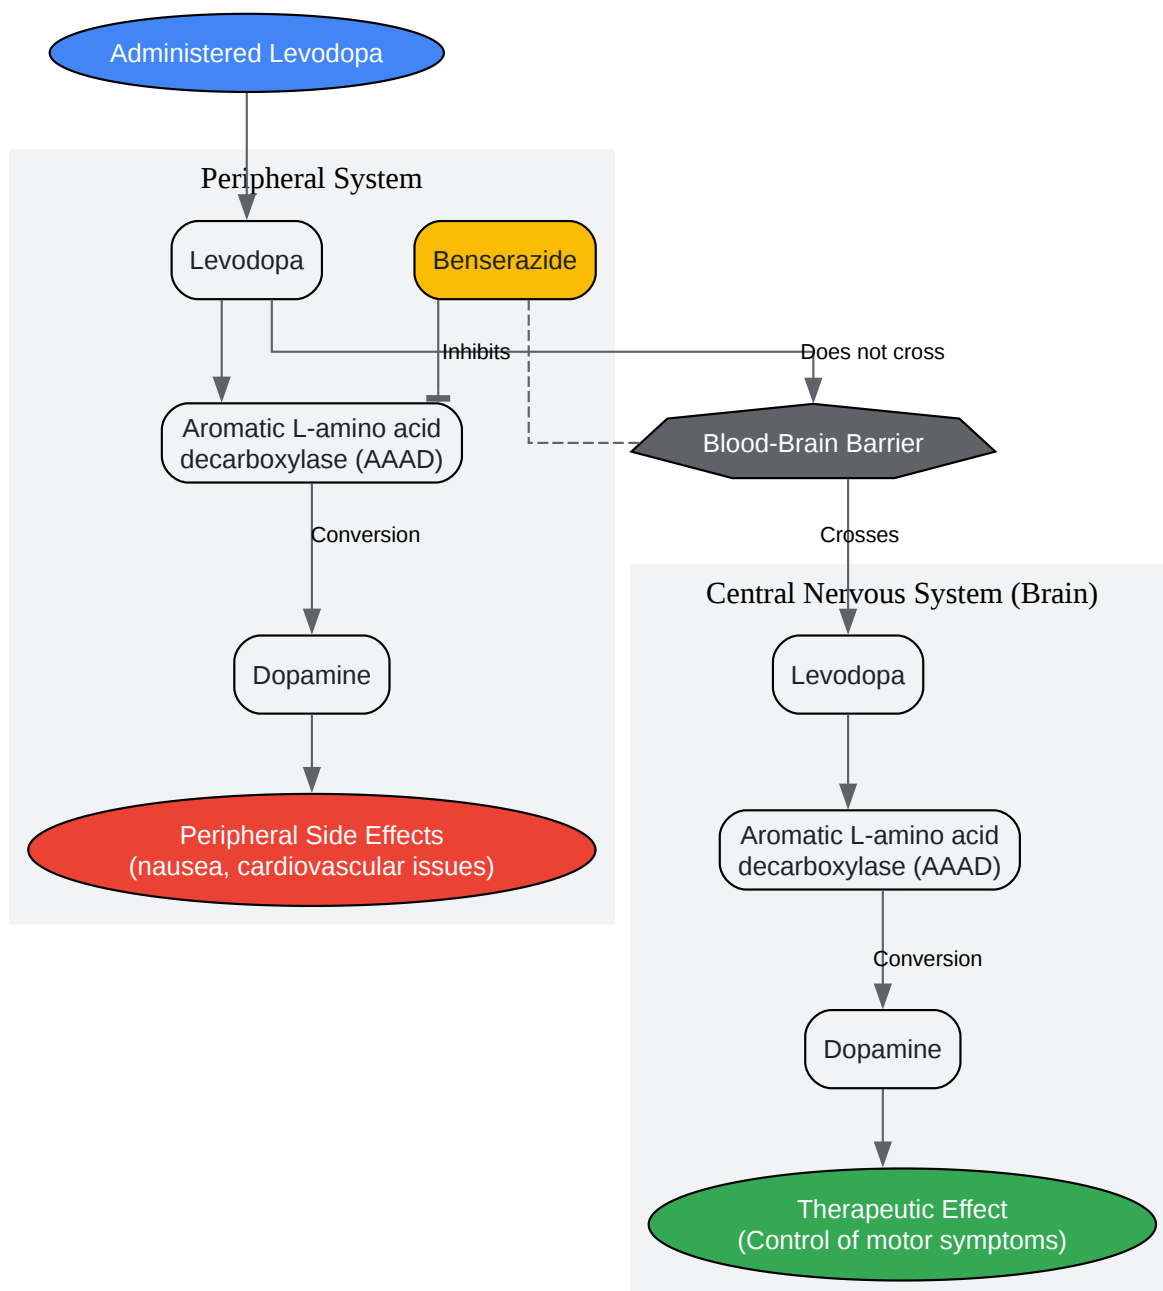 Administered Levodopa
Peripheral System
Levodopa
Benserazide
Inhibits
Does not cross
Aromatic L-amino acid
decarboxylase (AAAD)
Blood-Brain Barrier
Conversion
Crosses
Central Nervous System (Brain)
Dopamine
Levodopa
Peripheral Side Effects
(nausea, cardiovascular issues)
Aromatic L-amino acid
decarboxylase (AAAD)
Conversion
Dopamine
Therapeutic Effect
(Control of motor symptoms)